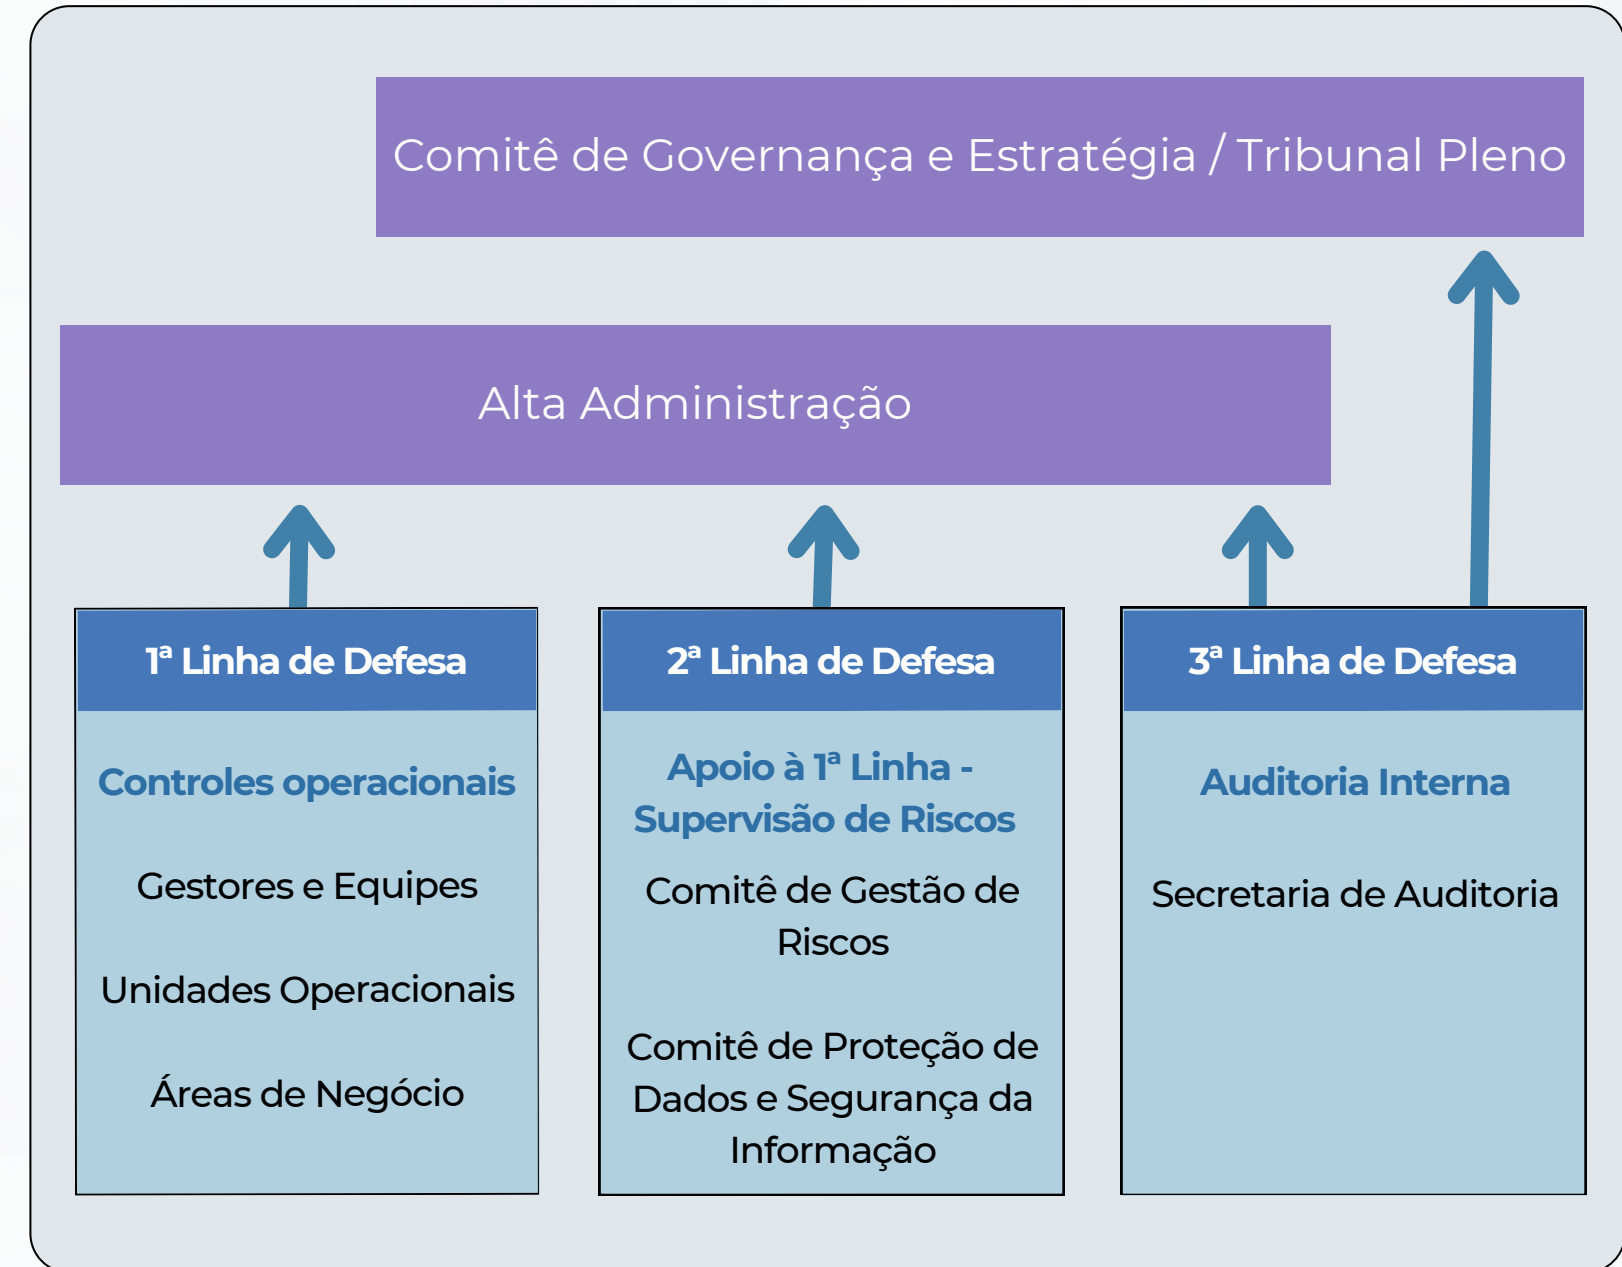 Comitê de Governança e Estratégia / Tribunal Pleno
Alta Administração
1ª Linha de Defesa
Controles operacionais
Gestores e Equipes
Unidades Operacionais
Áreas de Negócio
2ª Linha de Defesa
Apoio à 1ª Linha -
Supervisão de Riscos
Comitê de Gestão de
Riscos
Comitê de Proteção de
Dados e Segurança da
Informação
3ª Linha de Defesa
Auditoria Interna
Secretaria de Auditoria